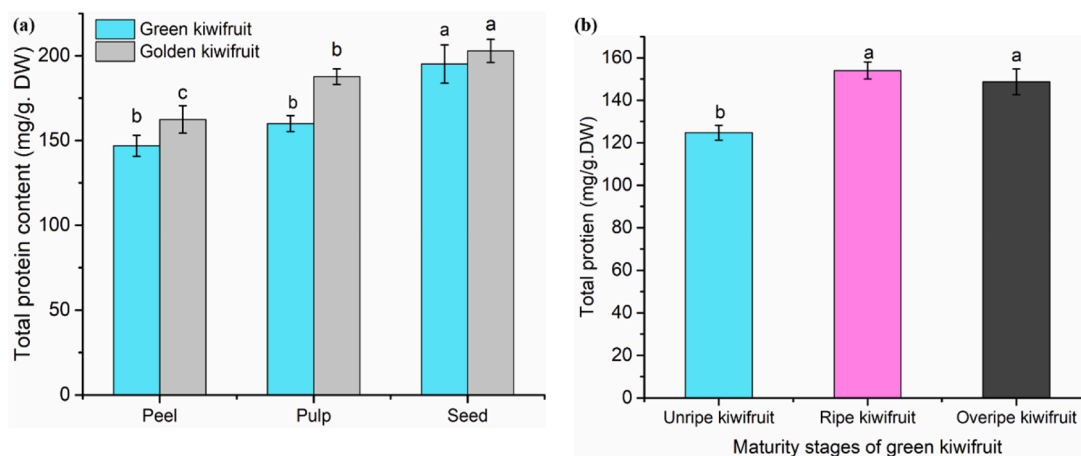 (a)
Green kiwifruit
Golden kiwifruit
Total protein content (mg/g. DW)
200
150
100
50
0
b
c
b
b
a
a
Peel
Pulp
Seed
(b)
Total protien (mg/g.DW)
160
140
120
100
80
60
40
20
0
b
a
a
Unripe kiwifruit
Ripe kiwifruit
Overipe kiwifruit
Maturity stages of green kiwifruit